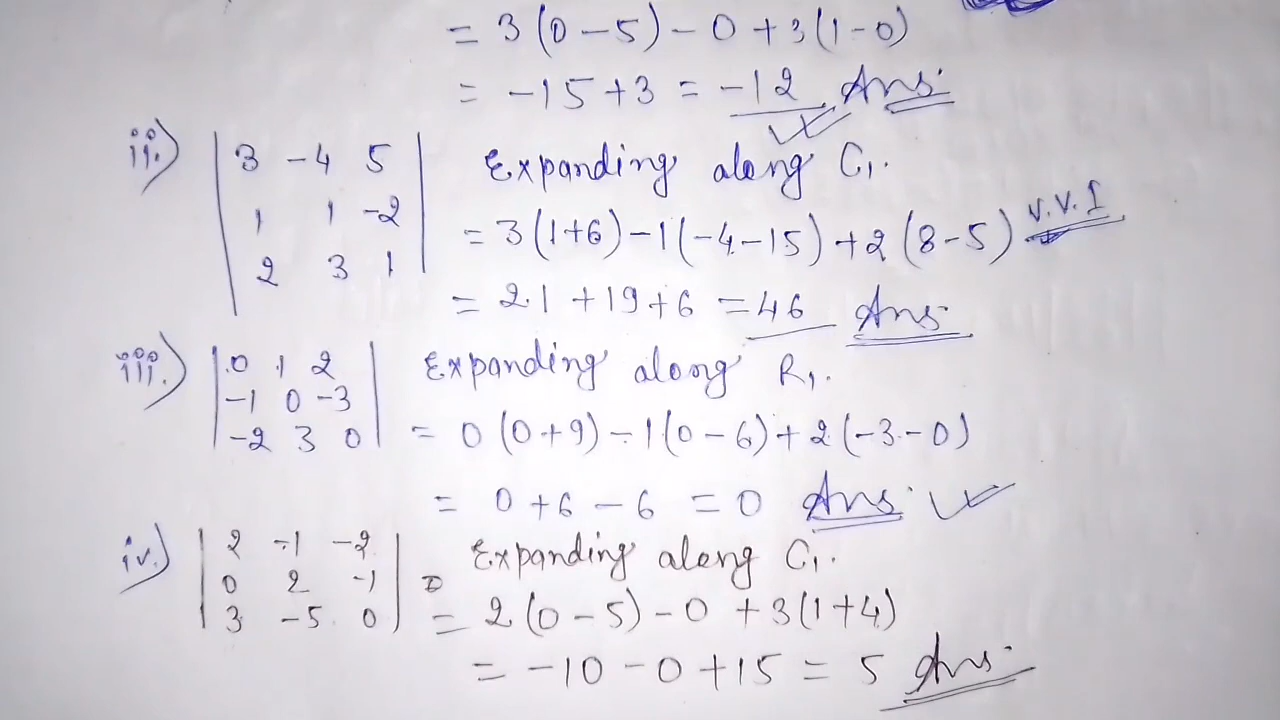 = 3(0-5)-0+3(1-0)
= -15+3 = -12 Ans.
ii.) | 3 -4 5 | Expanding along C₁.
| 1 1 -2 | = 3(1+6)-1(-4-15)+2(8-5) V.V.I
| 2 3 1 |
= 21+19+6 = 46 Ans.
iii.) | 0 1 2 | Expanding along R₁.
| -1 0 -3 |
| -2 3 0 | = 0(0+9)-1(0-6)+2(-3-0)
= 0+6-6 = 0 Ans.
iv.) | 2 -1 -2 | Expanding along C₁.
| 0 2 -1 |
| 3 -5 0 | = 2(0-5)-0+3(1+4)
= -10-0+15 = 5 Ans.